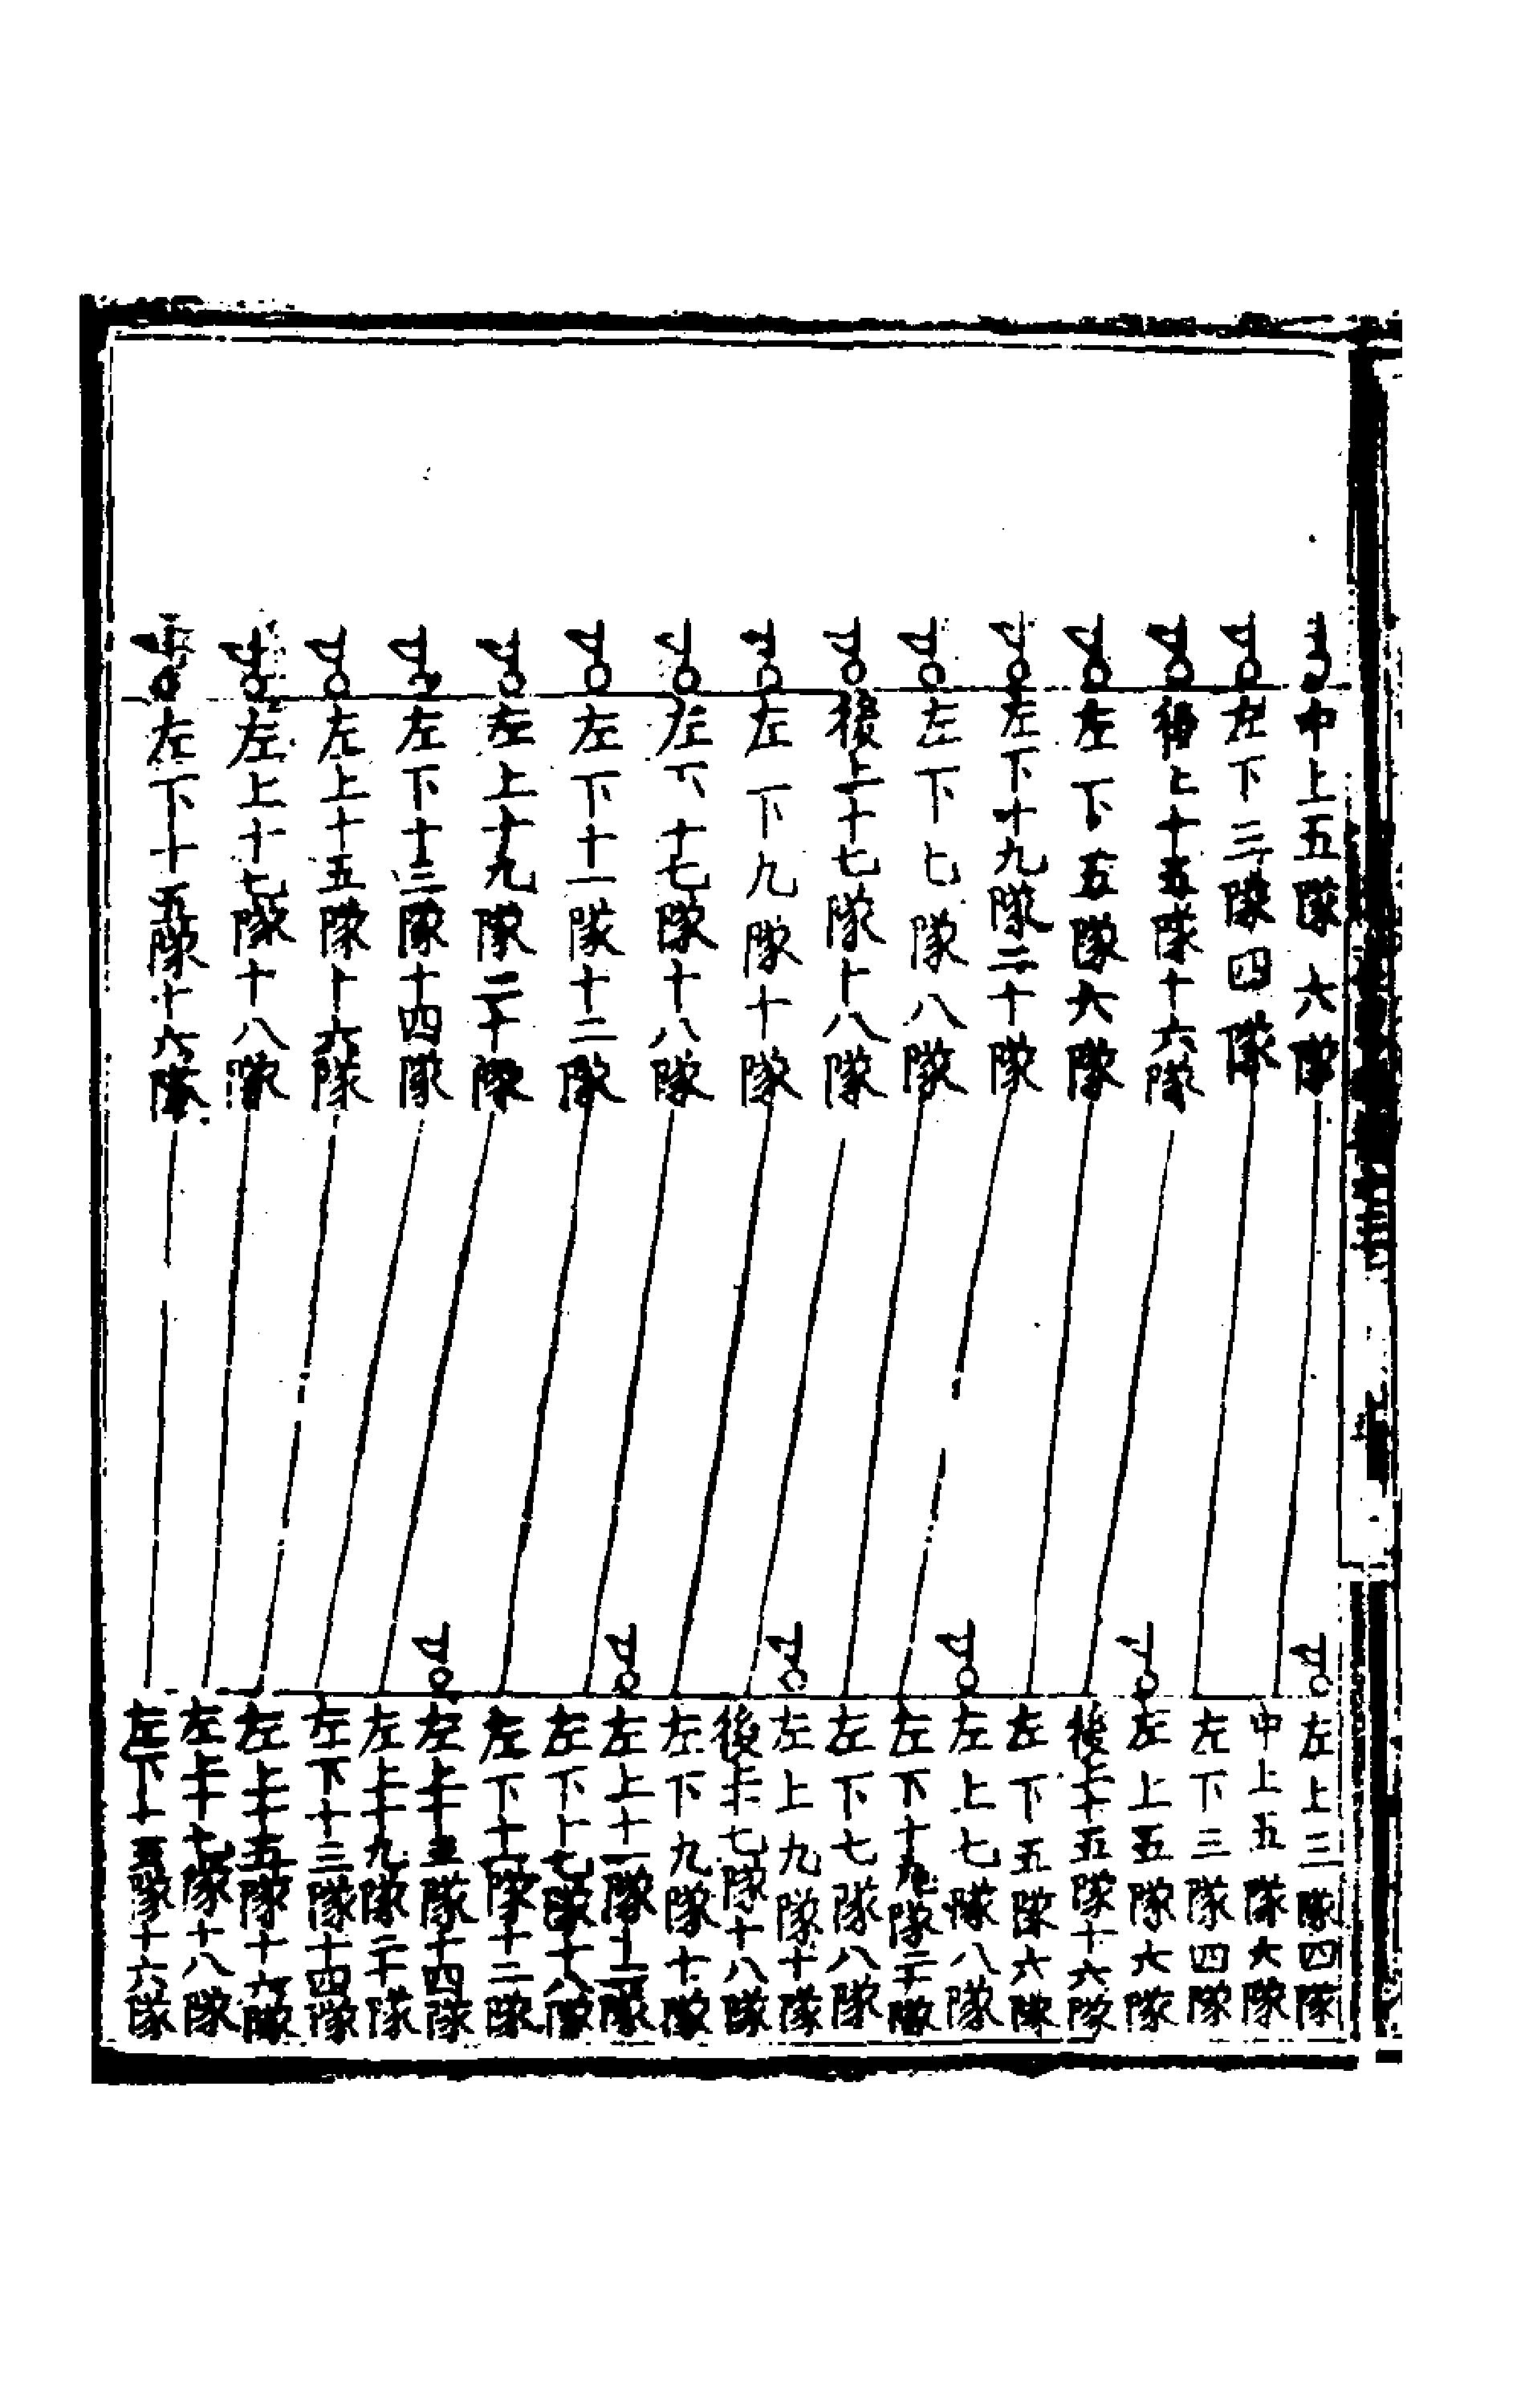 中上五隊六隊
左下三隊四隊
後上十五隊十六隊
左下五隊六隊
左下十九隊二十隊
左下七隊八隊
後上十七隊十八隊
左下九隊十隊
左下十七隊十八隊
左下十一隊十二隊
左上十九隊二十隊
左下十三隊十四隊
左上十五隊十六隊
左上十七隊十八隊
左下十五隊十六隊
左上三隊四隊
中上五隊六隊
左下三隊四隊
左上五隊六隊
後上十五隊十六隊
左下五隊六隊
左上七隊八隊
左下十九隊二十隊
左下七隊八隊
左上九隊十隊
後上十七隊十八隊
左下九隊十隊
左上十一隊十二隊
左下十七隊十八隊
左下十一隊十二隊
左上十三隊十四隊
左上十九隊二十隊
左下十三隊十四隊
左上十五隊十六隊
左上十七隊十八隊
左下十五隊十六隊